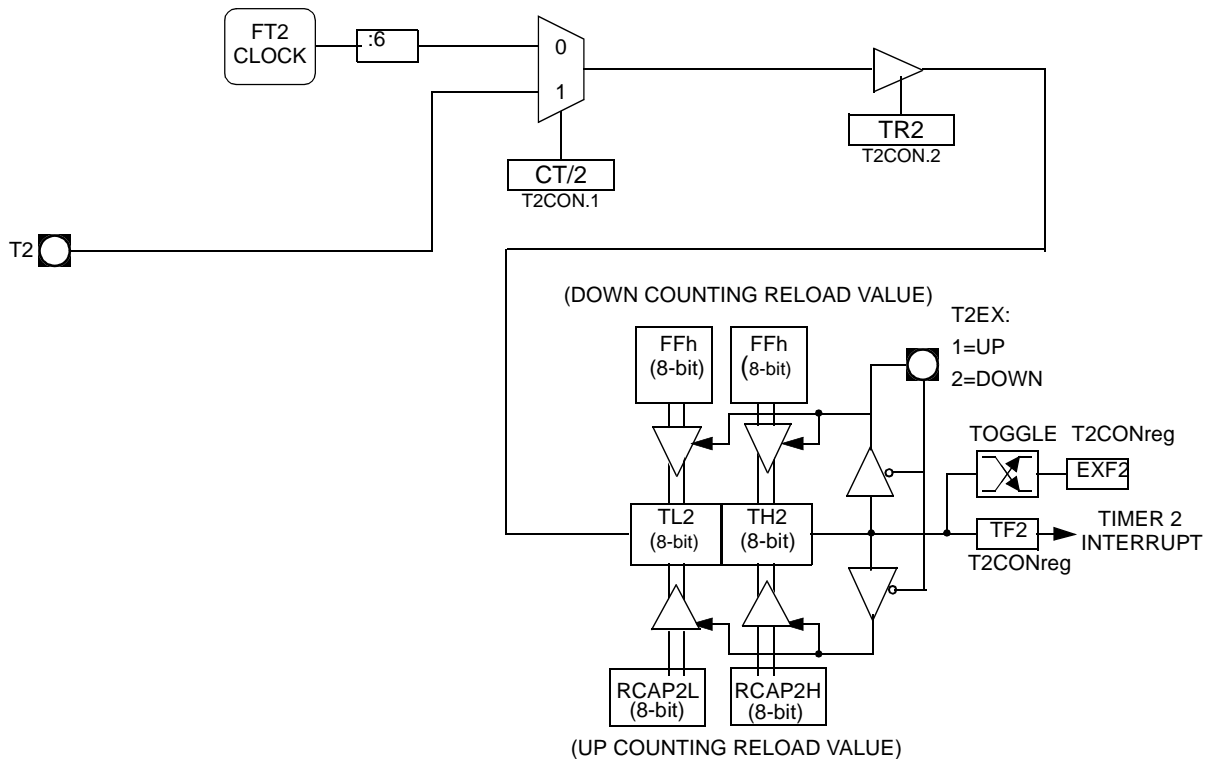 FT2
CLOCK
:6
0
1
TR2
T2CON.2
CT/2
T2CON.1
T2
(DOWN COUNTING RELOAD VALUE)
T2EX:
1=UP
2=DOWN
FFh
(8-bit)
FFh
(8-bit)
TOGGLE T2CONreg
EXF2
TL2
(8-bit)
TH2
(8-bit)
TF2
T2CONreg
TIMER 2
INTERRUPT
RCAP2L
(8-bit)
RCAP2H
(8-bit)
(UP COUNTING RELOAD VALUE)